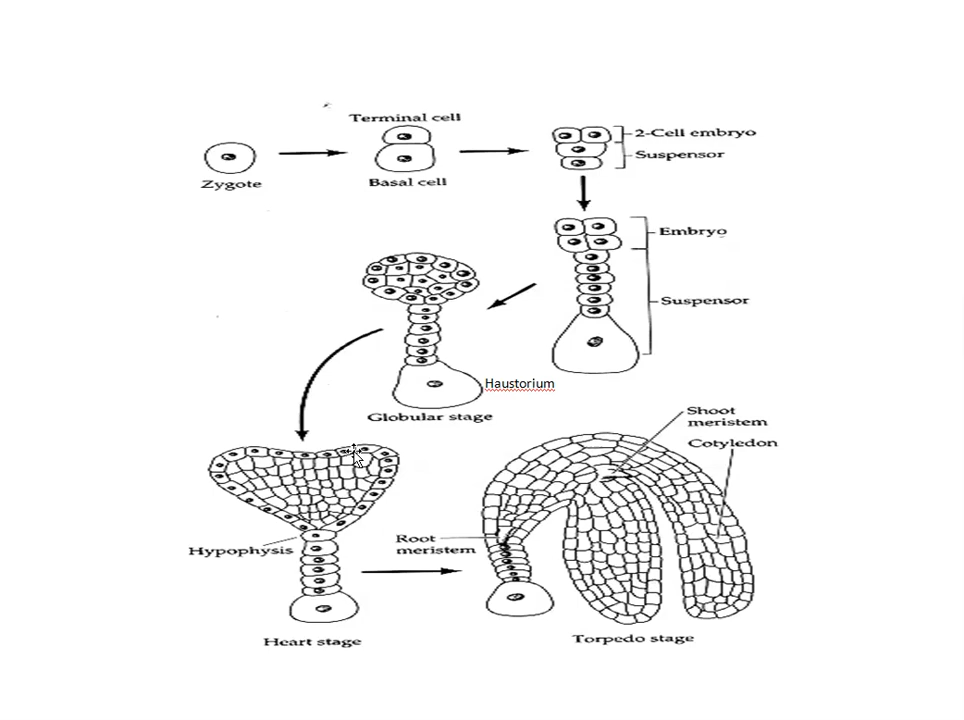 Terminal cell
2-Cell embryo
Suspensor
Zygote
Basal cell
Embryo
Suspensor
Haustorium
Globular stage
Shoot
meristem
Cotyledon
Root
meristem
Hypophysis
Heart stage
Torpedo stage